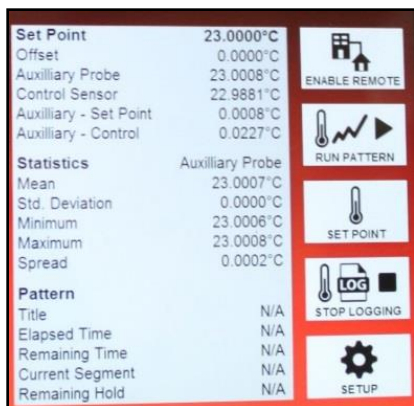 Set Point 23.0000°C
Offset 0.0000°C
Auxilliary Probe 23.0008°C
Control Sensor 22.9881°C
Auxilliary - Set Point 0.0008°C
Auxilliary - Control 0.0227°C
Statistics Auxilliary Probe
Mean 23.0007°C
Std. Deviation 0.0000°C
Minimum 23.0006°C
Maximum 23.0008°C
Spread 0.0002°C
Pattern
Title N/A
Elapsed Time N/A
Remaining Time N/A
Current Segment N/A
Remaining Hold N/A
ENABLE REMOTE
RUN PATTERN
SET POINT
LOG
STOP LOGGING
SETUP